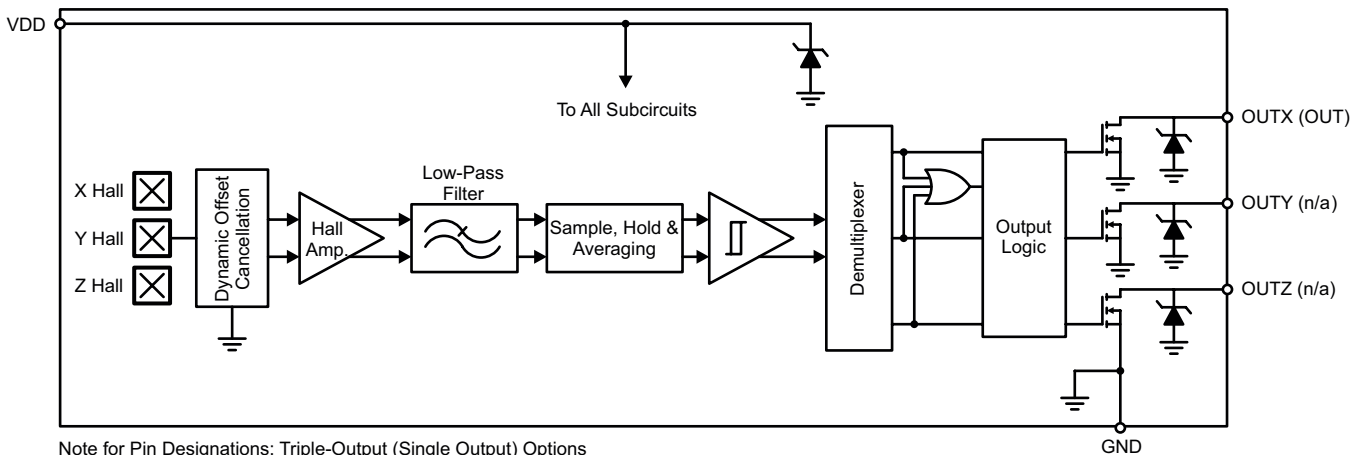 VDD
To All Subcircuits
OUTX (OUT)
X Hall
Y Hall
Z Hall
Dynamic Offset
Cancellation
Hall
Amp.
Low-Pass
Filter
Sample, Hold &
Averaging
Demultiplexer
Output
Logic
OUTY (n/a)
OUTZ (n/a)
GND
Note for Pin Designations: Triple-Output (Single Output) Options